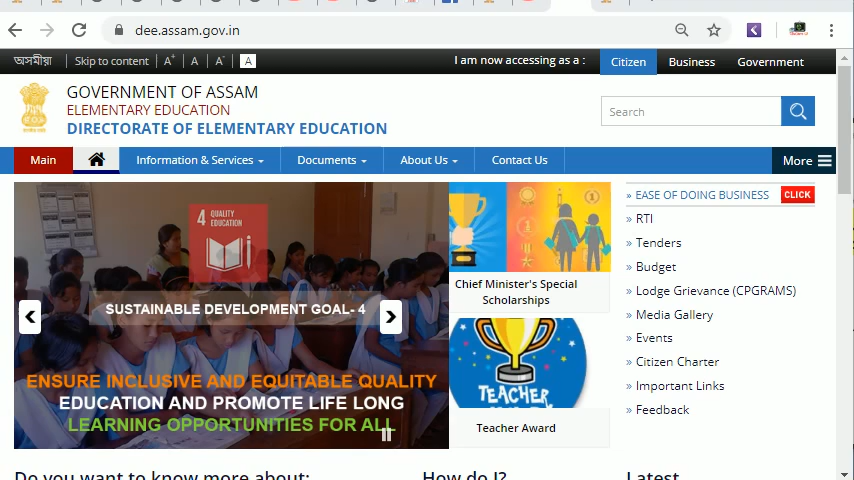 dee.assam.gov.in
অসমীয়া Skip to content A+ A A- A
I am now accessing as a : Citizen Business Government
GOVERNMENT OF ASSAM
ELEMENTARY EDUCATION
DIRECTORATE OF ELEMENTARY EDUCATION
Search
Main Information & Services Documents About Us Contact Us More
4 QUALITY
EDUCATION
SUSTAINABLE DEVELOPMENT GOAL- 4
ENSURE INCLUSIVE AND EQUITABLE QUALITY
EDUCATION AND PROMOTE LIFE LONG
LEARNING OPPORTUNITIES FOR ALL
Chief Minister's Special
Scholarships
TEACHER
Teacher Award
» EASE OF DOING BUSINESS CLICK
» RTI
» Tenders
» Budget
» Lodge Grievance (CPGRAMS)
» Media Gallery
» Events
» Citizen Charter
» Important Links
» Feedback
Do you want to know more about:
How do I?
Latest